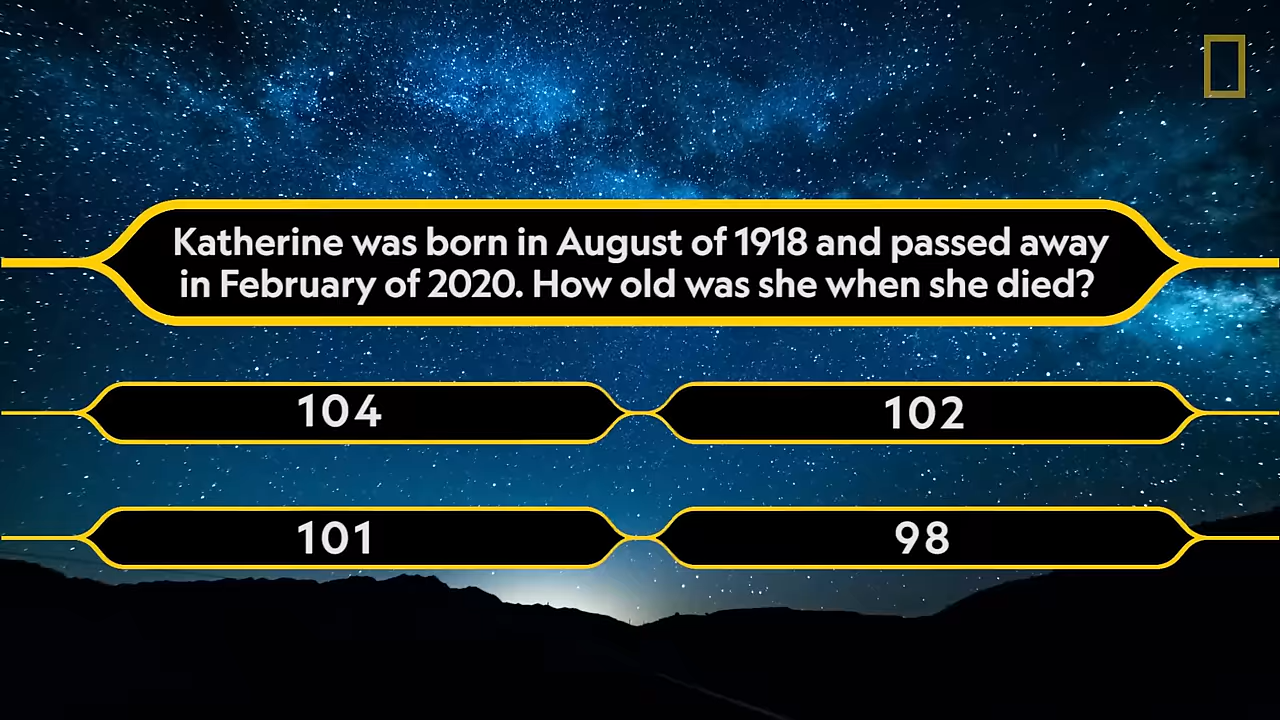 Katherine was born in August of 1918 and passed away
in February of 2020. How old was she when she died?
104
102
101
98